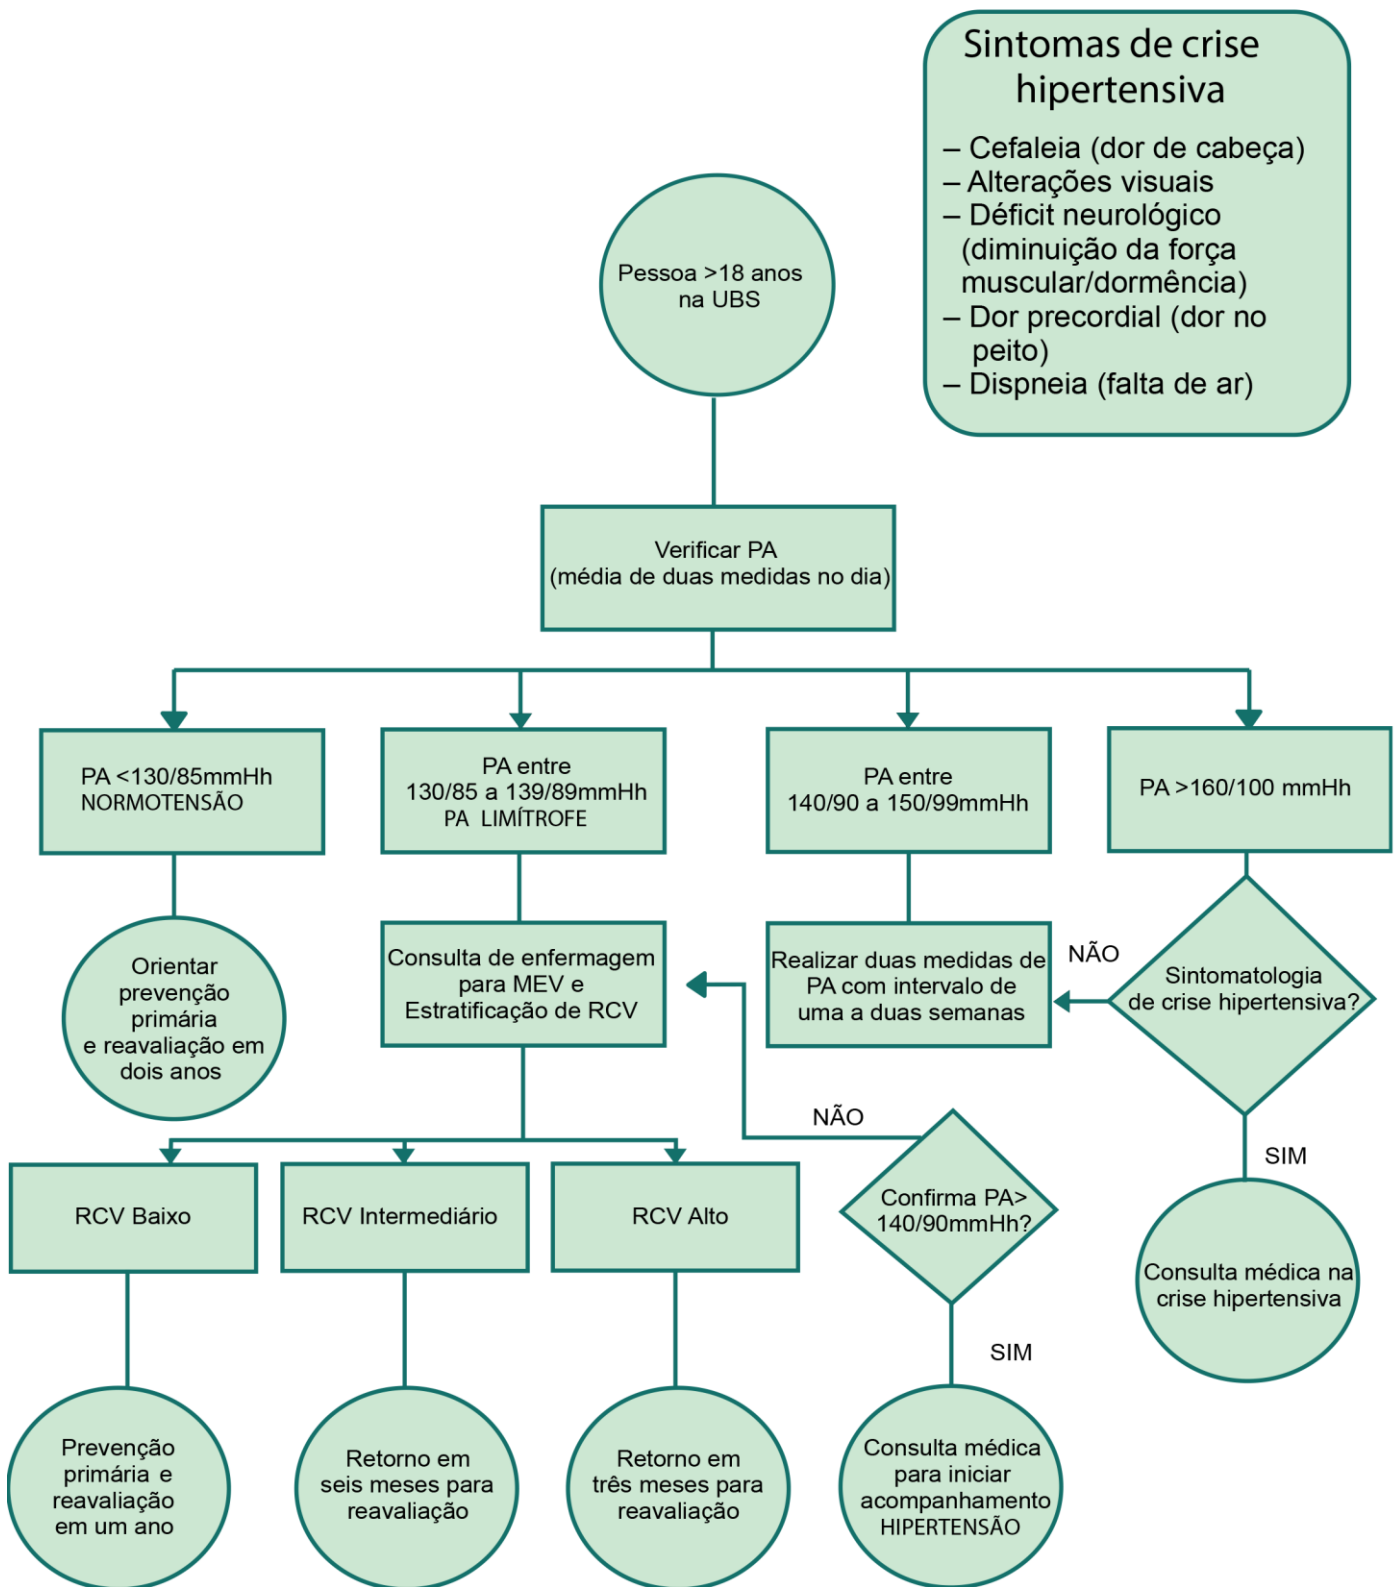 Sintomas de crise
hipertensiva
– Cefaleia (dor de cabeça)
– Alterações visuais
– Déficit neurológico
(diminuição da força
muscular/dormência)
– Dor precordial (dor no
peito)
– Dispneia (falta de ar)
Pessoa >18 anos
na UBS
Verificar PA
(média de duas medidas no dia)
PA <130/85mmHh
NORMOTENSÃO
PA entre
130/85 a 139/89mmHh
PA LIMÍTROFE
PA entre
140/90 a 150/99mmHh
PA >160/100 mmHh
Orientar
prevenção
primária
e reavaliação em
dois anos
Consulta de enfermagem
para MEV e
Estratificação de RCV
Realizar duas medidas de
PA com intervalo de
uma a duas semanas
NÃO
Sintomatologia
de crise hipertensiva?
NÃO
SIM
RCV Baixo
RCV Intermediário
RCV Alto
Confirma PA>
140/90mmHh?
Consulta médica na
crise hipertensiva
SIM
Prevenção
primária e
reavaliação
em um ano
Retorno em
seis meses para
reavaliação
Retorno em
três meses para
reavaliação
Consulta médica
para iniciar
acompanhamento
HIPERTENSÃO